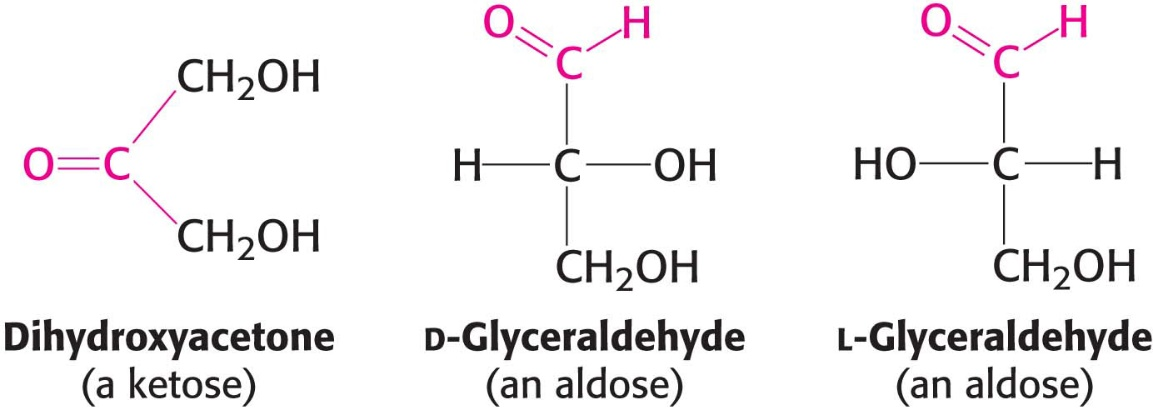 CH₂OH
O=C
CH₂OH
Dihydroxyacetone
(a ketose)
O H
C
H—C—OH
CH₂OH
D-Glyceraldehyde
(an aldose)
O H
C
HO—C—H
CH₂OH
L-Glyceraldehyde
(an aldose)